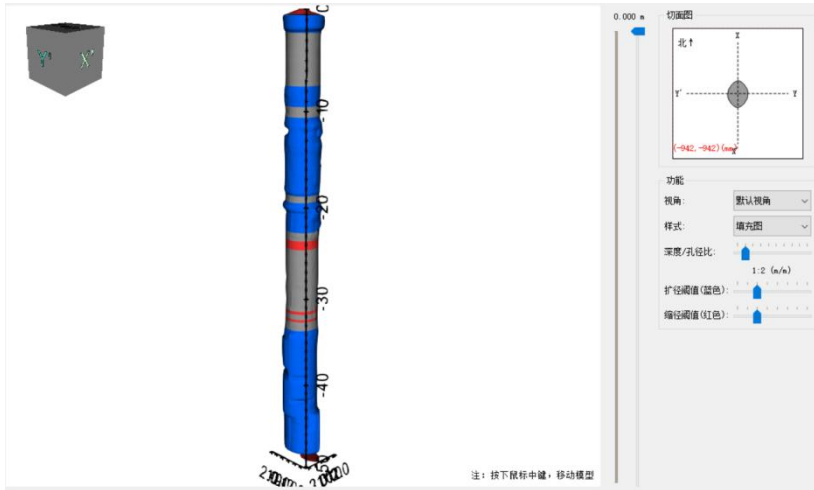 0.000 m
切面图
北↑
X
Y'
Y
(-942,-942)(mm)
X'
功能
视角:
默认视角
样式:
填充图
深度/孔径比:
1:2 (m/m)
扩径阈值(蓝色):
缩径阈值(红色):
Y'
X'
0
-10
-20
-30
-40
注: 按下鼠标中键, 移动模型